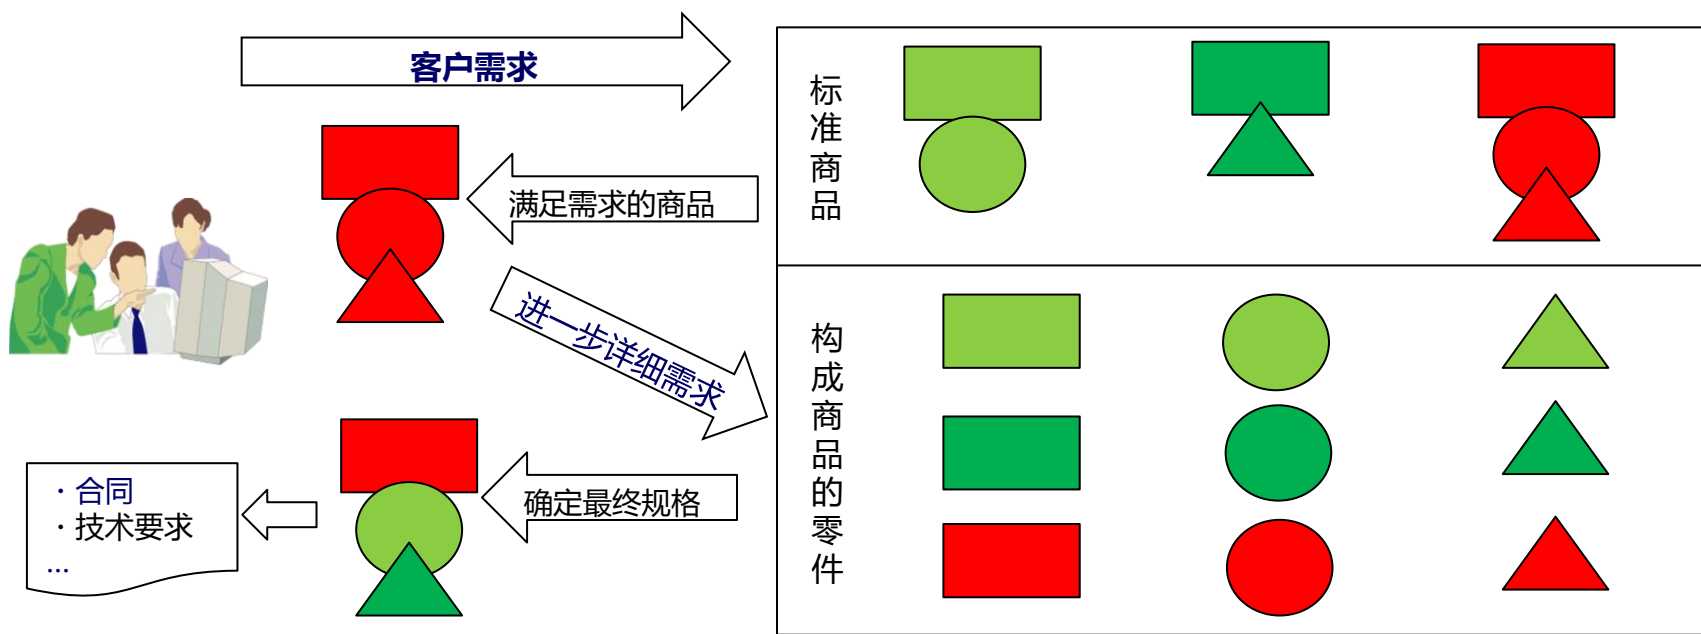 客户需求
标准商品
满足需求的商品
进一步详细需求
构成商品的零件
确定最终规格
·合同
·技术要求
...